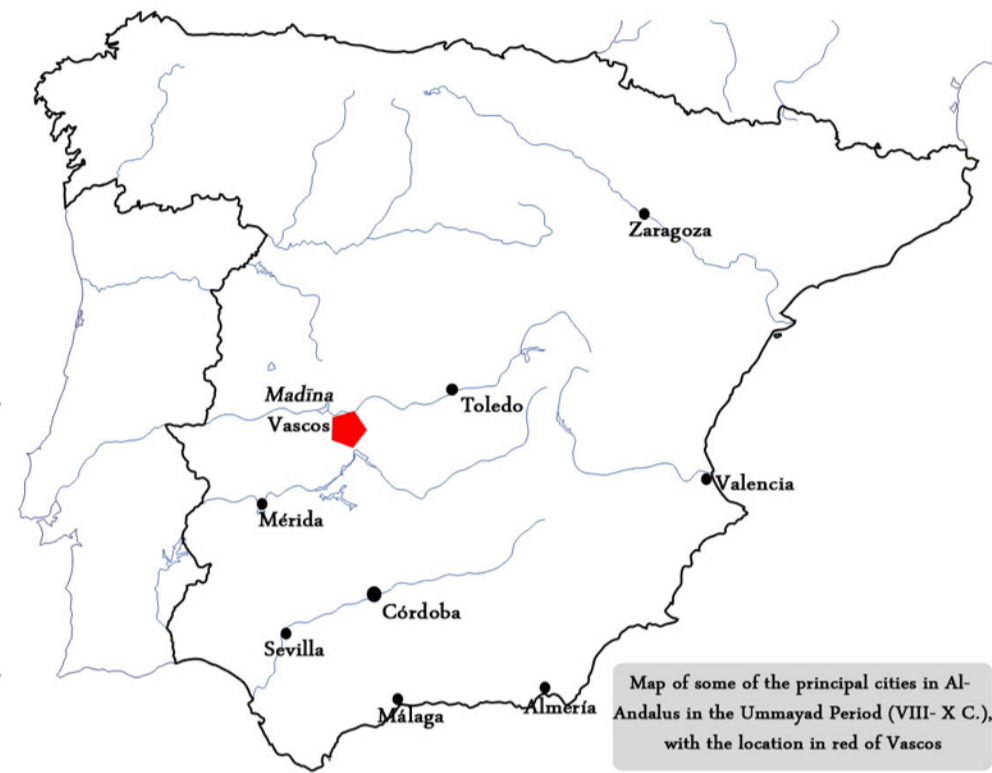 Zaragoza
Madīna
Vascos
Toledo
Valencia
Mérida
Córdoba
Sevilla
Málaga
Almería
Map of some of the principal cities in Al-
Andalus in the Ummayad Period (VIII- X C.),
with the location in red of Vascos